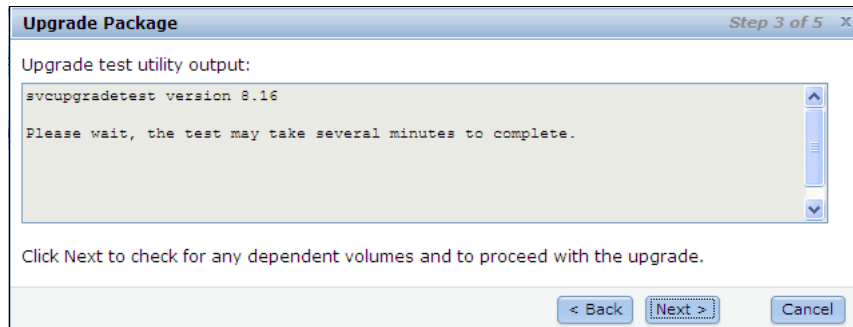 Upgrade Package
Step 3 of 5 x
Upgrade test utility output:
svcupgradetest version 8.16
Please wait, the test may take several minutes to complete.
Click Next to check for any dependent volumes and to proceed with the upgrade.
< Back
Next >
Cancel